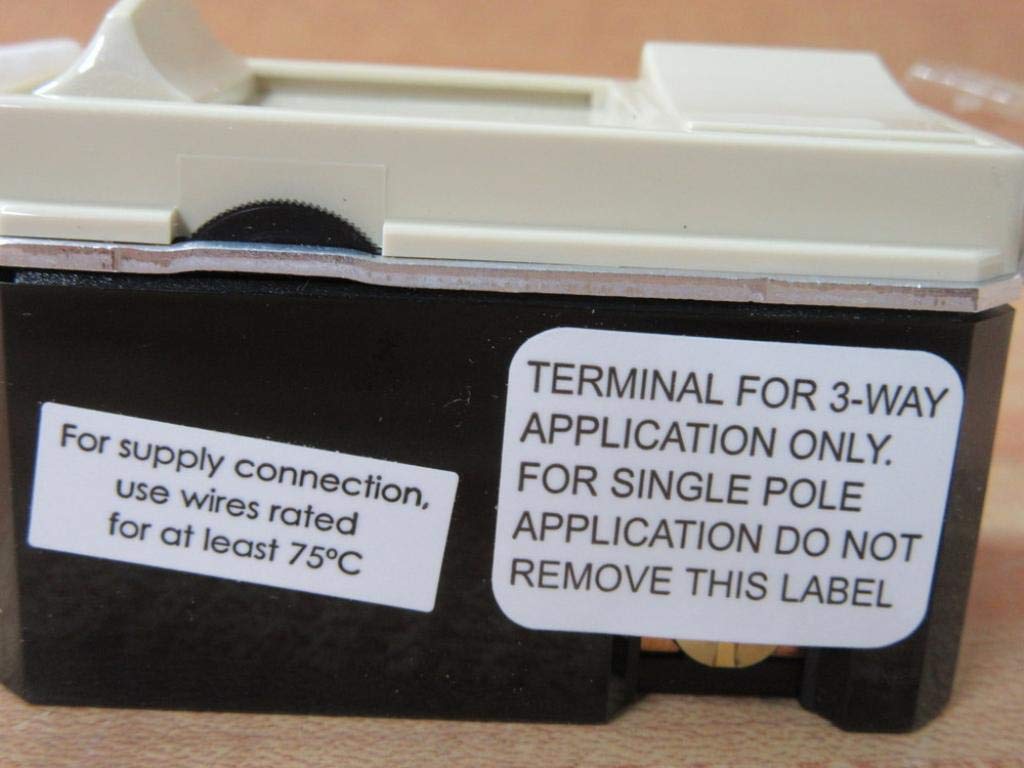 For supply connection,
use wires rated
for at least 75ºC
TERMINAL FOR 3-WAY
APPLICATION ONLY.
FOR SINGLE POLE
APPLICATION DO NOT
REMOVE THIS LABEL